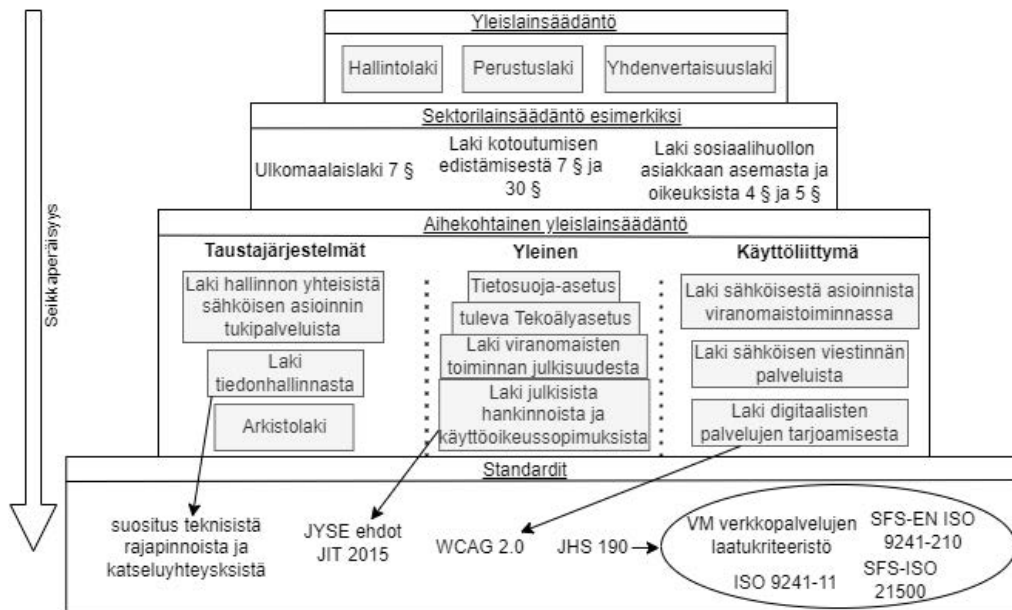 Seikkaperäisyys
Yleislainsäädäntö
Hallintolaki
Perustuslaki
Yhdenvertaisuuslaki
Sektorilainsäädäntö esimerkiksi
Ulkomaalaislaki 7 §
Laki kotoutumisen
edistämisestä 7 § ja
30 §
Laki sosiaalihuollon
asiakkaan asemasta ja
oikeuksista 4 § ja 5 §
Aihekohtainen yleislainsäädäntö
Taustajärjestelmät
Laki hallinnon yhteisistä
sähköisen asioinnin
tukipalveluista
Laki
tiedonhallinnasta
Arkistolaki
Yleinen
Tietosuoja-asetus
tuleva Tekoälyasetus
Laki viranomaisten
toiminnan julkisuudesta
Laki julkisista
hankinnoista ja
käyttöoikeussopimuksista
Käyttöliittymä
Laki sähköisestä asioinnista
viranomaistoiminnassa
Laki sähköisen viestinnän
palveluista
Laki digitaalisten
palvelujen tarjoamisesta
Standardit
suositus teknisistä
rajapinnoista ja
katseluyhteysksistä
JYSE ehdot
JIT 2015
WCAG 2.0
JHS 190
VM verkkopalvelujen
laatukriteeristö
SFS-EN ISO
9241-210
ISO 9241-11
SFS-ISO
21500